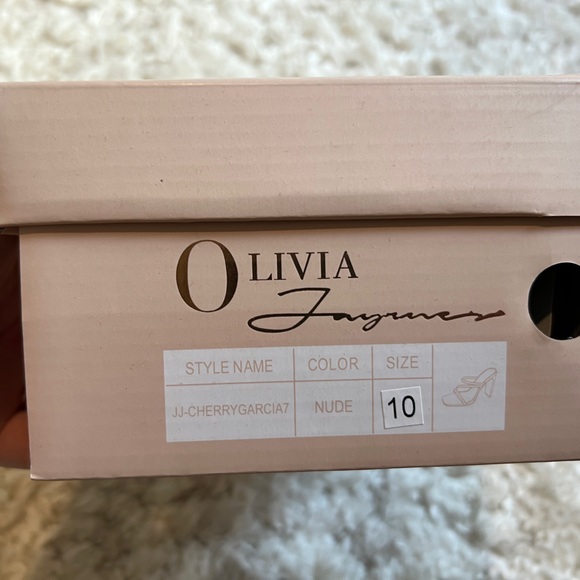 OLIVIA
Jaymes
STYLE NAME COLOR SIZE
JJ-CHERRYGARCIA7 NUDE 10